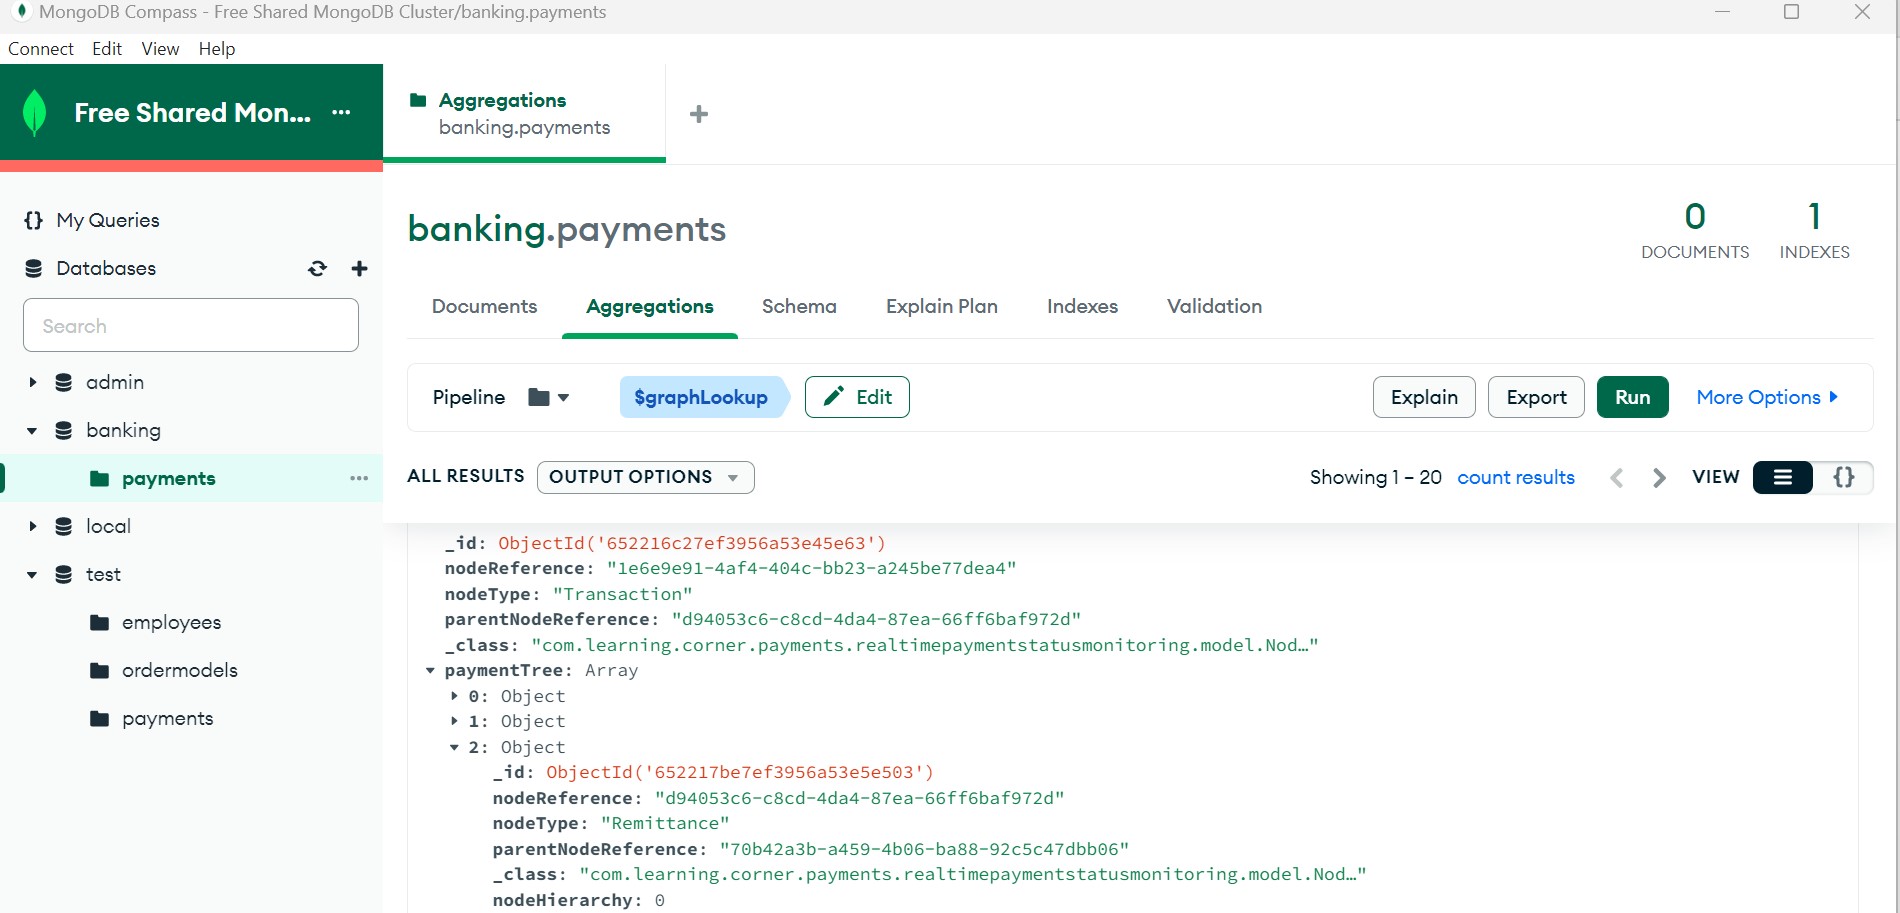 MongoDB Compass - Free Shared MongoDB Cluster/banking.payments
Connect Edit View Help
Free Shared Mon... ...
Aggregations
banking.payments
+
{} My Queries
Databases
Search
admin
banking
payments ...
local
test
employees
ordermodels
payments
banking.payments
0
DOCUMENTS
1
INDEXES
Documents Aggregations Schema Explain Plan Indexes Validation
Pipeline $graphLookup Edit Explain Export Run More Options
ALL RESULTS OUTPUT OPTIONS Showing 1 – 20 count results VIEW {}
_id: ObjectId('652216c27ef3956a53e45e63')
nodeReference: "1e6e9e91-4af4-404c-bb23-a245be77dea4"
nodeType: "Transaction"
parentNodeReference: "d94053c6-c8cd-4da4-87ea-66ff6baf972d"
_class: "com.learning.corner.payments.realtimepaymentstatusmonitoring.model.Nod…"
paymentTree: Array
0: Object
1: Object
2: Object
_id: ObjectId('652217be7ef3956a53e5e503')
nodeReference: "d94053c6-c8cd-4da4-87ea-66ff6baf972d"
nodeType: "Remittance"
parentNodeReference: "70b42a3b-a459-4b06-ba88-92c5c47dbb06"
_class: "com.learning.corner.payments.realtimepaymentstatusmonitoring.model.Nod…"
nodeHierarchy: 0